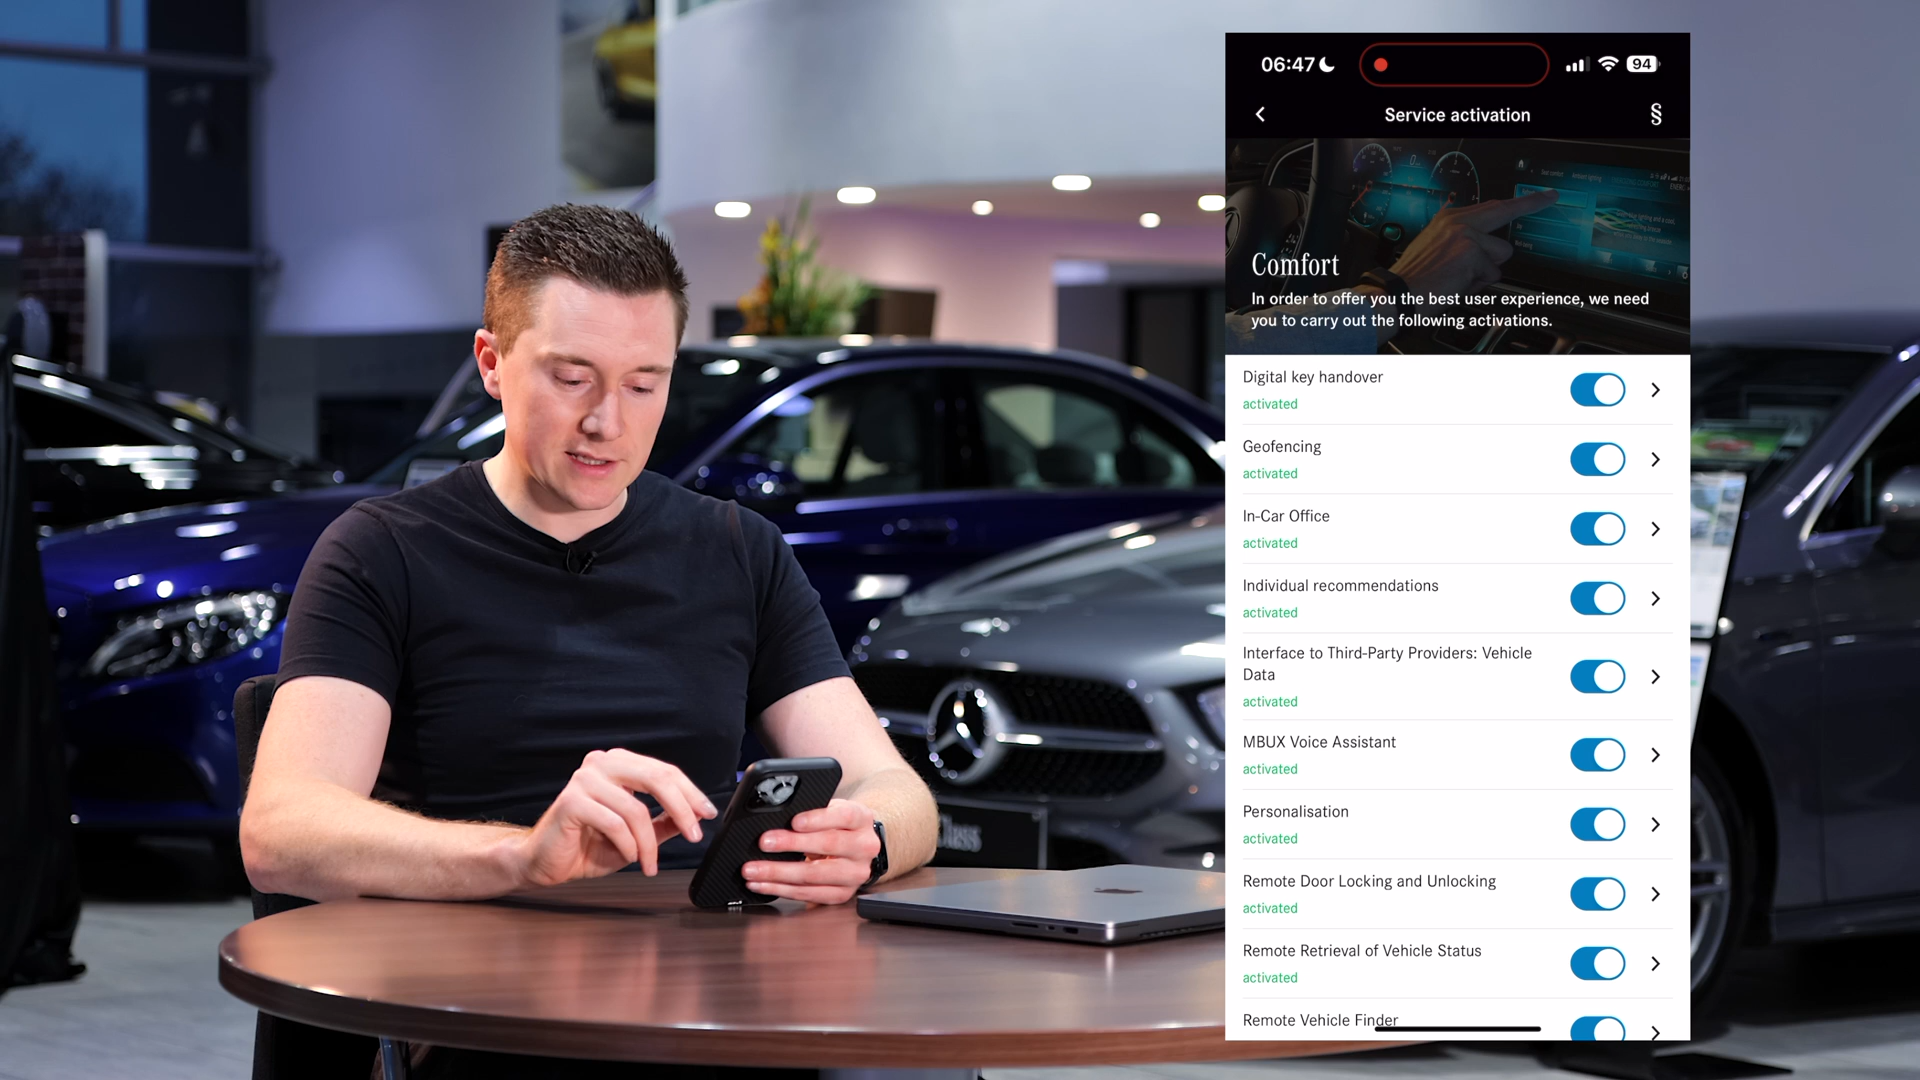 06:47
94
Service activation
§
Comfort
In order to offer you the best user experience, we need
you to carry out the following activations.
Digital key handover
activated
Geofencing
activated
In-Car Office
activated
Individual recommendations
activated
Interface to Third-Party Providers: Vehicle
Data
activated
MBUX Voice Assistant
activated
Personalisation
activated
Remote Door Locking and Unlocking
activated
Remote Retrieval of Vehicle Status
activated
Remote Vehicle Finder
Class